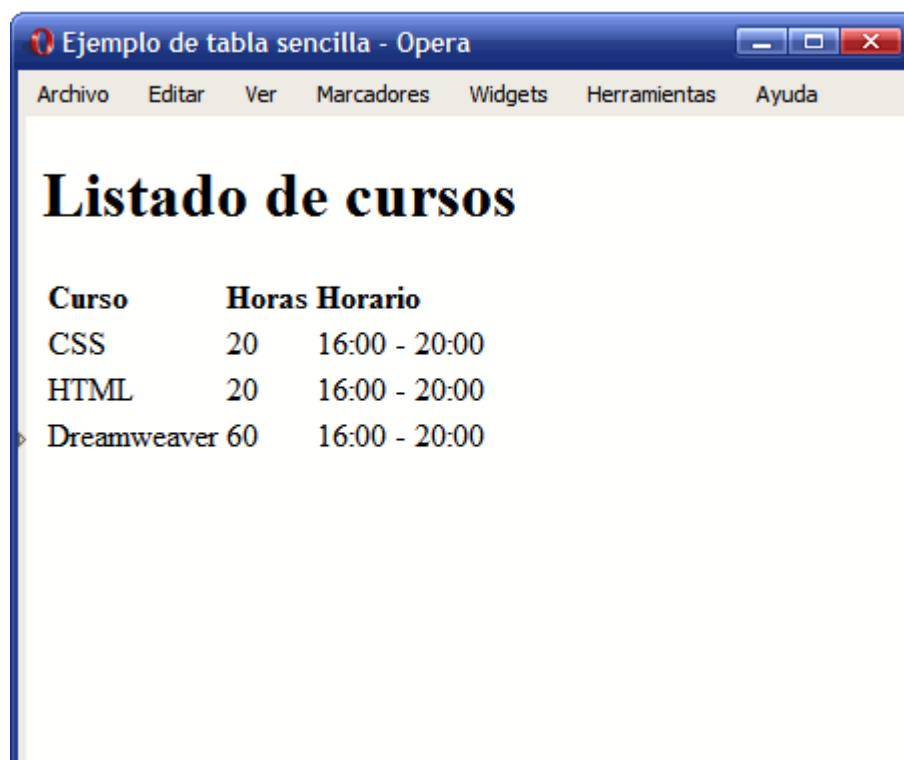 Ejemplo de tabla sencilla - Opera
Archivo Editar Ver Marcadores Widgets Herramientas Ayuda
Listado de cursos
Curso Horas Horario
CSS 20 16:00 - 20:00
HTML 20 16:00 - 20:00
Dreamweaver 60 16:00 - 20:00